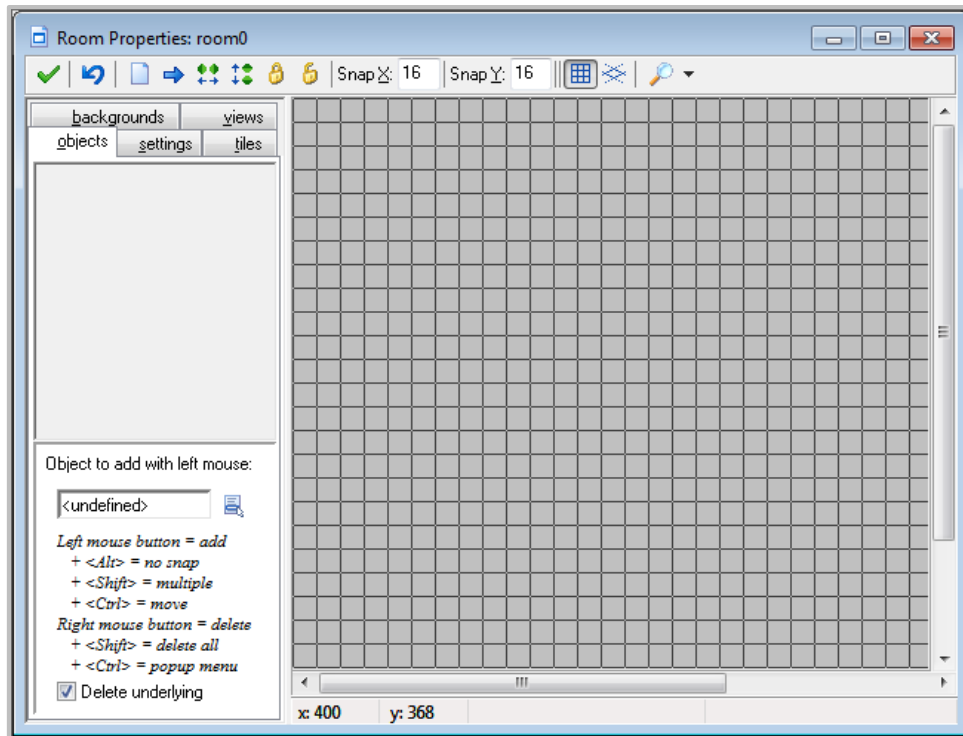 Room Properties: room0
Snap X: 16 Snap Y: 16
backgrounds views
objects settings tiles
Object to add with left mouse:
<undefined>
Left mouse button = add
+ <Alt> = no snap
+ <Shift> = multiple
+ <Ctrl> = move
Right mouse button = delete
+ <Shift> = delete all
+ <Ctrl> = popup menu
Delete underlying
x: 400 y: 368